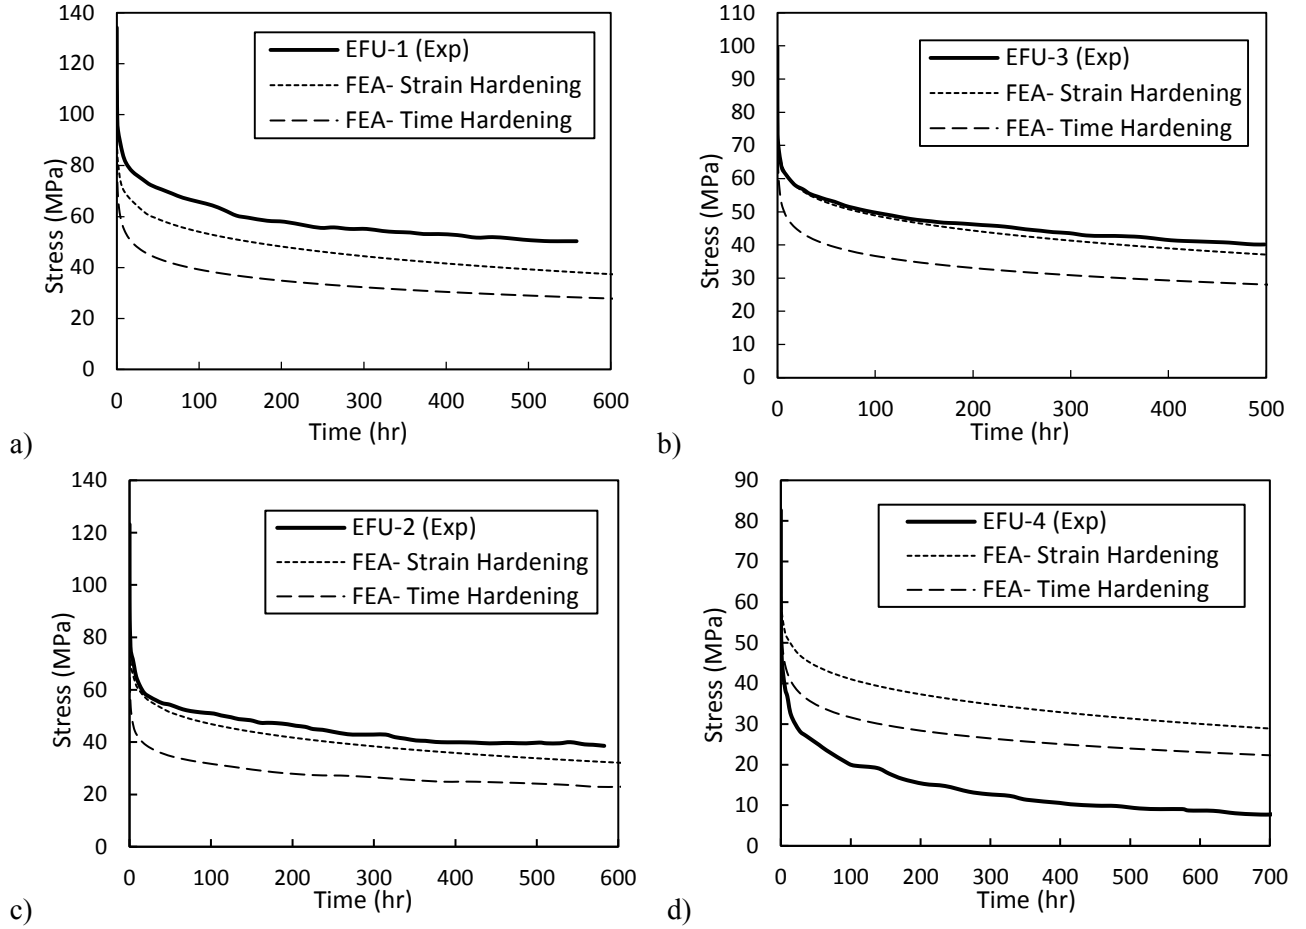 a)
Stress (MPa)
140
120
100
80
60
40
20
0
EFU-1 (Exp)
FEA- Strain Hardening
FEA- Time Hardening
0 100 200 300 400 500 600
Time (hr)
b)
Stress (MPa)
110
100
90
80
70
60
50
40
30
20
10
0
EFU-3 (Exp)
FEA- Strain Hardening
FEA- Time Hardening
0 100 200 300 400 500
Time (hr)
c)
Stress (MPa)
140
120
100
80
60
40
20
0
EFU-2 (Exp)
FEA- Strain Hardening
FEA- Time Hardening
0 100 200 300 400 500 600
Time (hr)
d)
Stress (MPa)
90
80
70
60
50
40
30
20
10
0
EFU-4 (Exp)
FEA- Strain Hardening
FEA- Time Hardening
0 100 200 300 400 500 600 700
Time (hr)